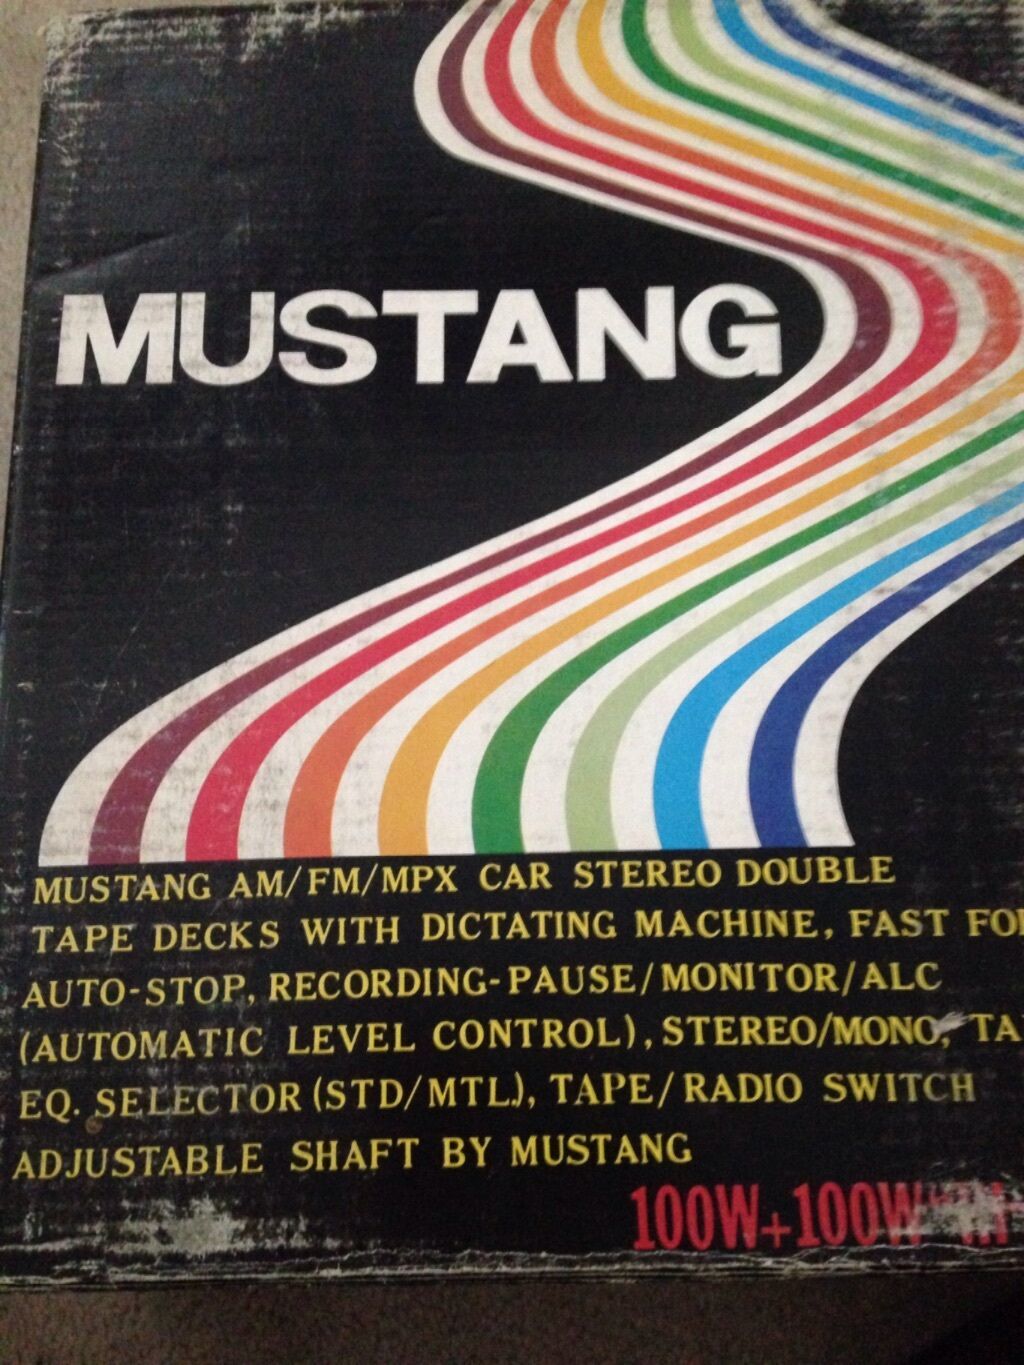 MUSTANG
MUSTANG AM/FM/MPX CAR STEREO DOUBLE
TAPE DECKS WITH DICTATING MACHINE, FAST FO
AUTO-STOP, RECORDING-PAUSE/MONITOR/ALC
(AUTOMATIC LEVEL CONTROL), STEREO/MONO, TA
EQ. SELECTOR (STD/MTL), TAPE/RADIO SWITCH
ADJUSTABLE SHAFT BY MUSTANG
100W+100W